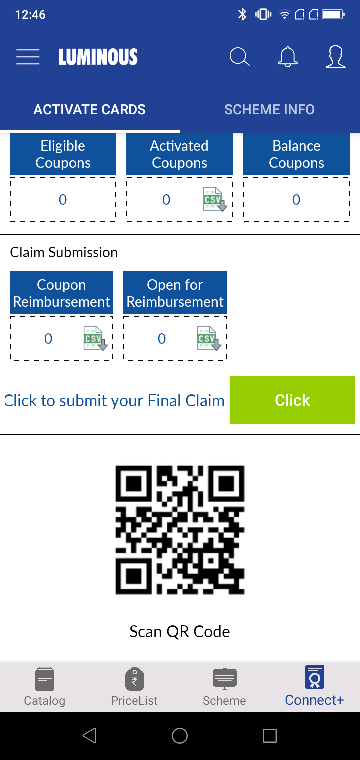 12:46
LUMINOUS
ACTIVATE CARDS
SCHEME INFO
Eligible
Coupons
Activated
Coupons
Balance
Coupons
0
0
CSV
0
Claim Submission
Coupon
Reimbursement
Open for
Reimbursement
0
CSV
0
CSV
Click to submit your Final Claim
Click
Scan QR Code
Catalog
₹
PriceList
Scheme
Connect+